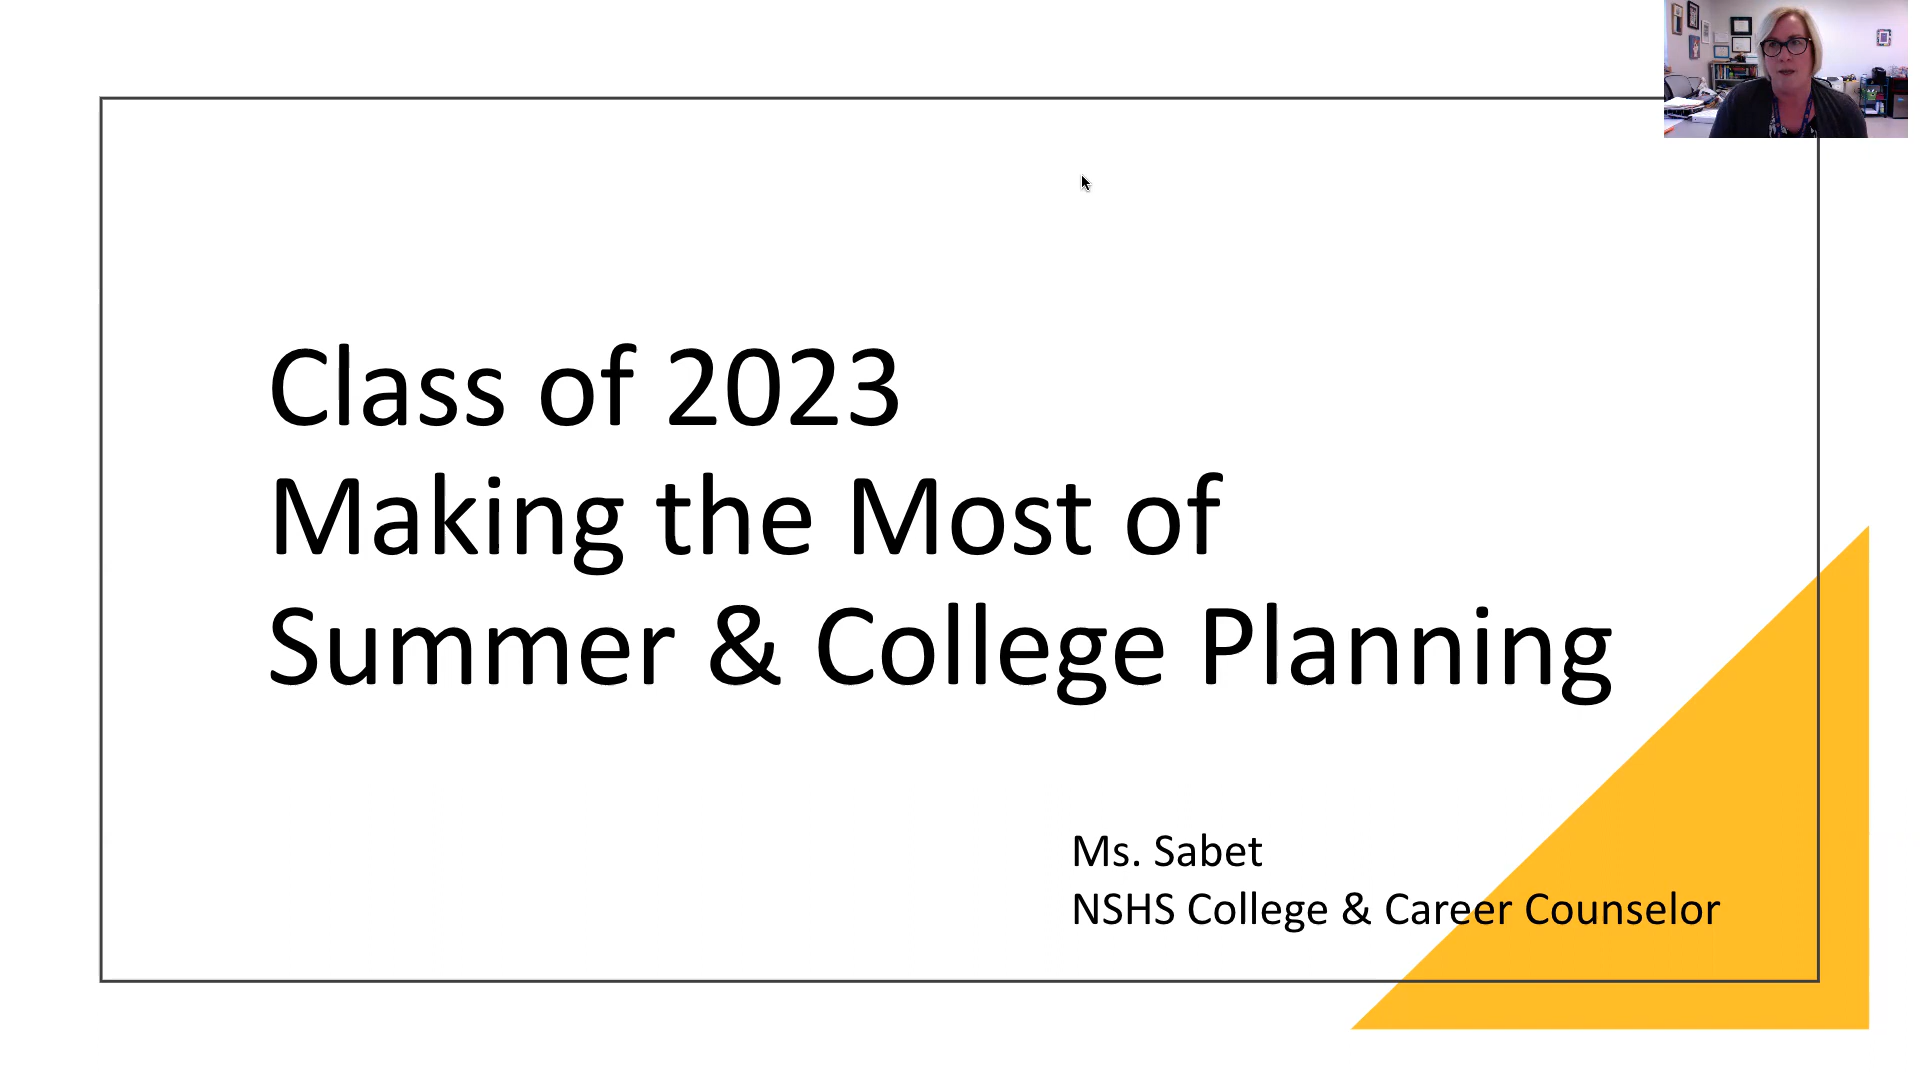 Class of 2023
Making the Most of
Summer & College Planning
Ms. Sabet
NSHS College & Career Counselor